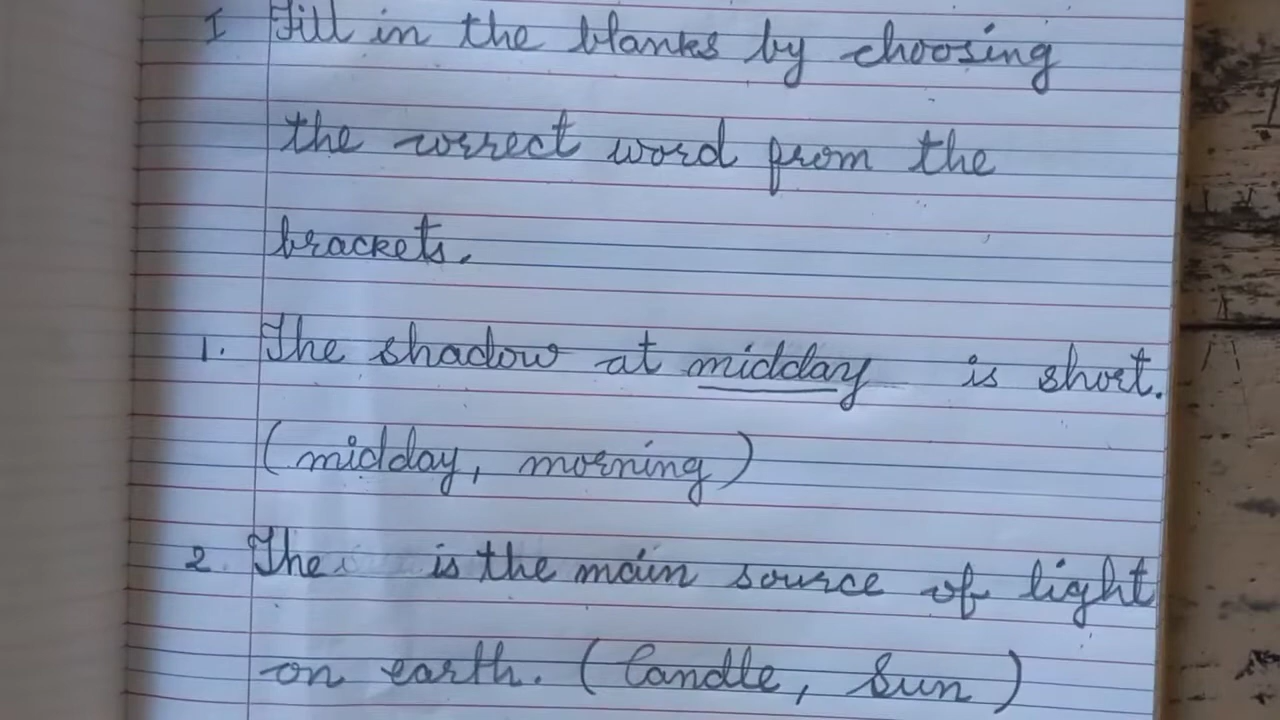 I Fill in the blanks by choosing
the correct word from the
brackets.
1. The shadow at midday is short.
(midday, morning)
2. The is the main source of light
on earth. (Candle, Sun)